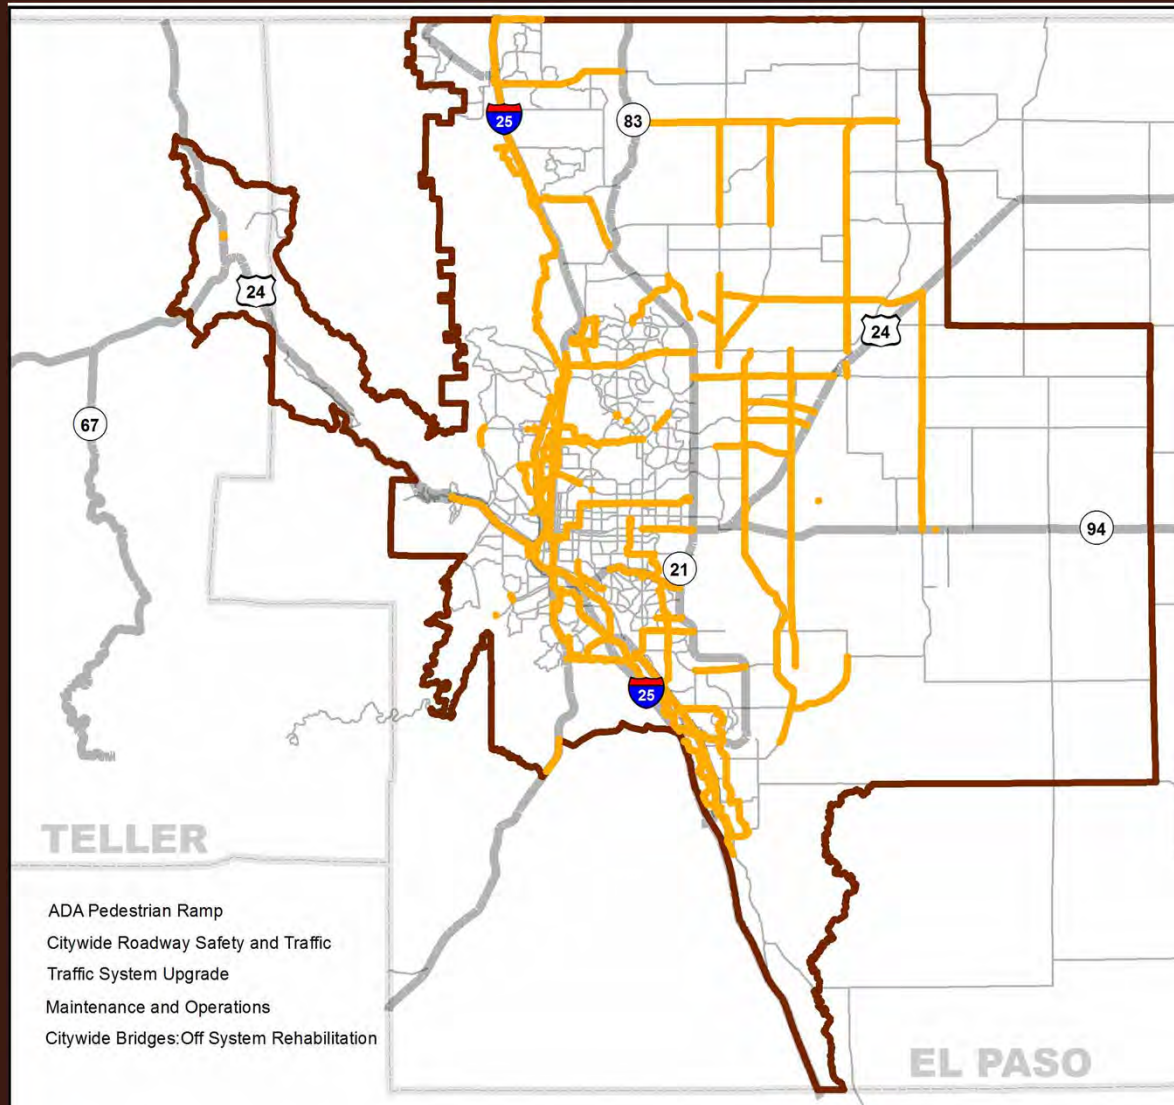 25
83
24
24
67
94
21
25
TELLER
ADA Pedestrian Ramp
Citywide Roadway Safety and Traffic
Traffic System Upgrade
Maintenance and Operations
Citywide Bridges:Off System Rehabilitation
EL PASO